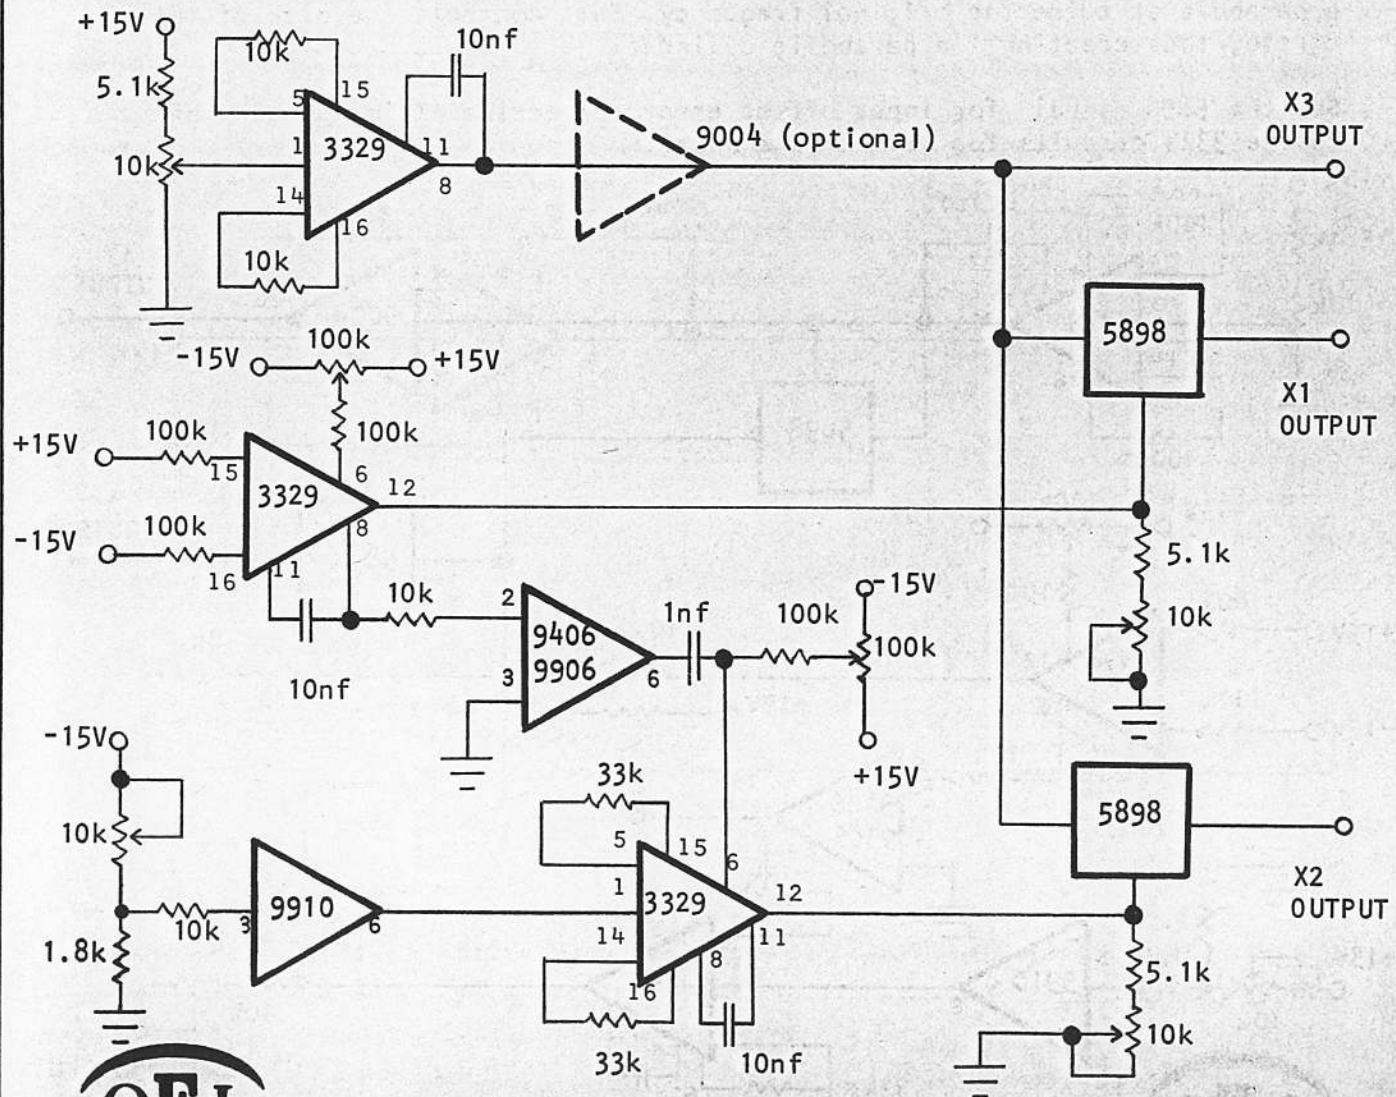 +15V
5.1k
10k
10k
15
5
1
3329
14
16
10k
10nf
11
8
9004 (optional)
X3
OUTPUT
5898
X1
OUTPUT
-15V
100k
+15V
100k
+15V
100k
15
3329
6
12
8
-15V
100k
16
11
10nf
10k
2
9406
9906
3
6
1nf
100k
-15V
100k
+15V
5.1k
10k
-15V
10k
1.8k
10k
3
9910
6
33k
5
15
6
1
3329
12
14
11
8
16
33k
10nf
5898
X2
OUTPUT
5.1k
10k
OEI